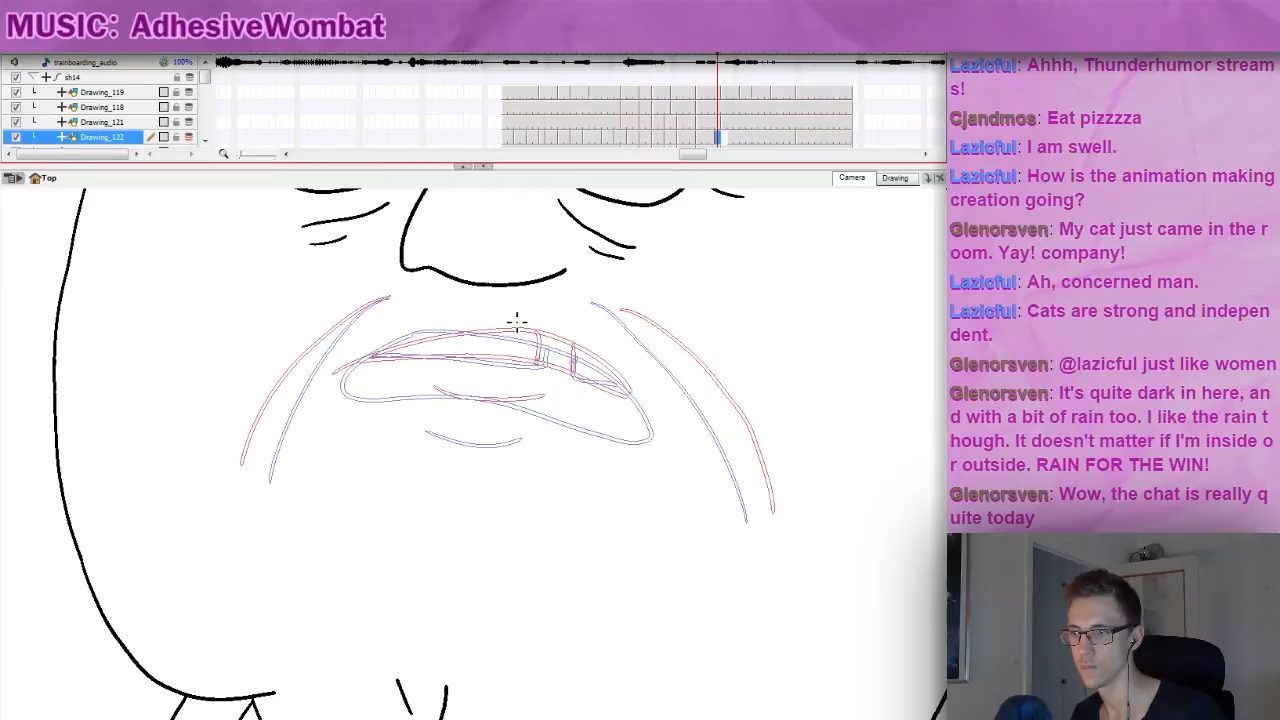 MUSIC: AdhesiveWombat
trainboarding_audio 100%
sh14
Drawing_119
Drawing_118
Drawing_121
Drawing_122
Top
Camera Drawing
Lazicful: Ahhh, Thunderhumor stream
s!
Cjandmos: Eat pizzzza
Lazicful: I am swell.
Lazicful: How is the animation making
creation going?
Glenorsven: My cat just came in the r
oom. Yay! company!
Lazicful: Ah, concerned man.
Lazicful: Cats are strong and indepen
dent.
Glenorsven: @lazicful just like women
Glenorsven: It's quite dark in here, an
d with a bit of rain too. I like the rain t
hough. It doesn't matter if I'm inside o
r outside. RAIN FOR THE WIN!
Glenorsven: Wow, the chat is really q
uite today